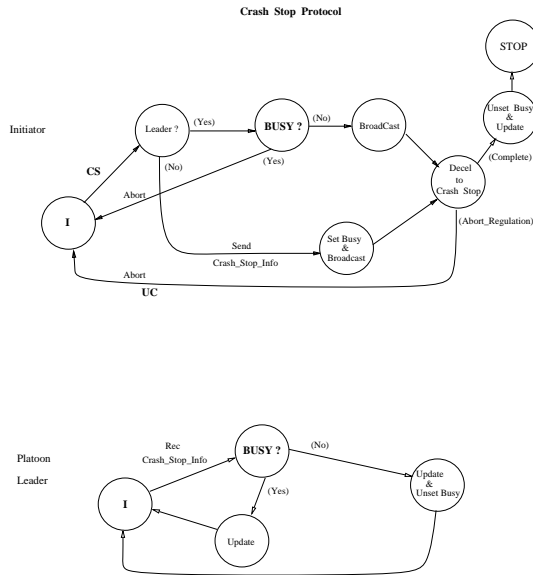 Crash Stop Protocol
STOP
Unset Busy
&
Update
(Complete)
Initiator
Leader ?
(Yes)
BUSY ?
(No)
BroadCast
(No)
(Yes)
CS
Abort
Decel
to
Crash Stop
I
Send
Crash_Stop_Info
Set Busy
&
Broadcast
(Abort_Regulation)
Abort
UC
Platoon
Leader
Rec
Crash_Stop_Info
BUSY ?
(No)
(Yes)
Update
&
Unset Busy
I
Update